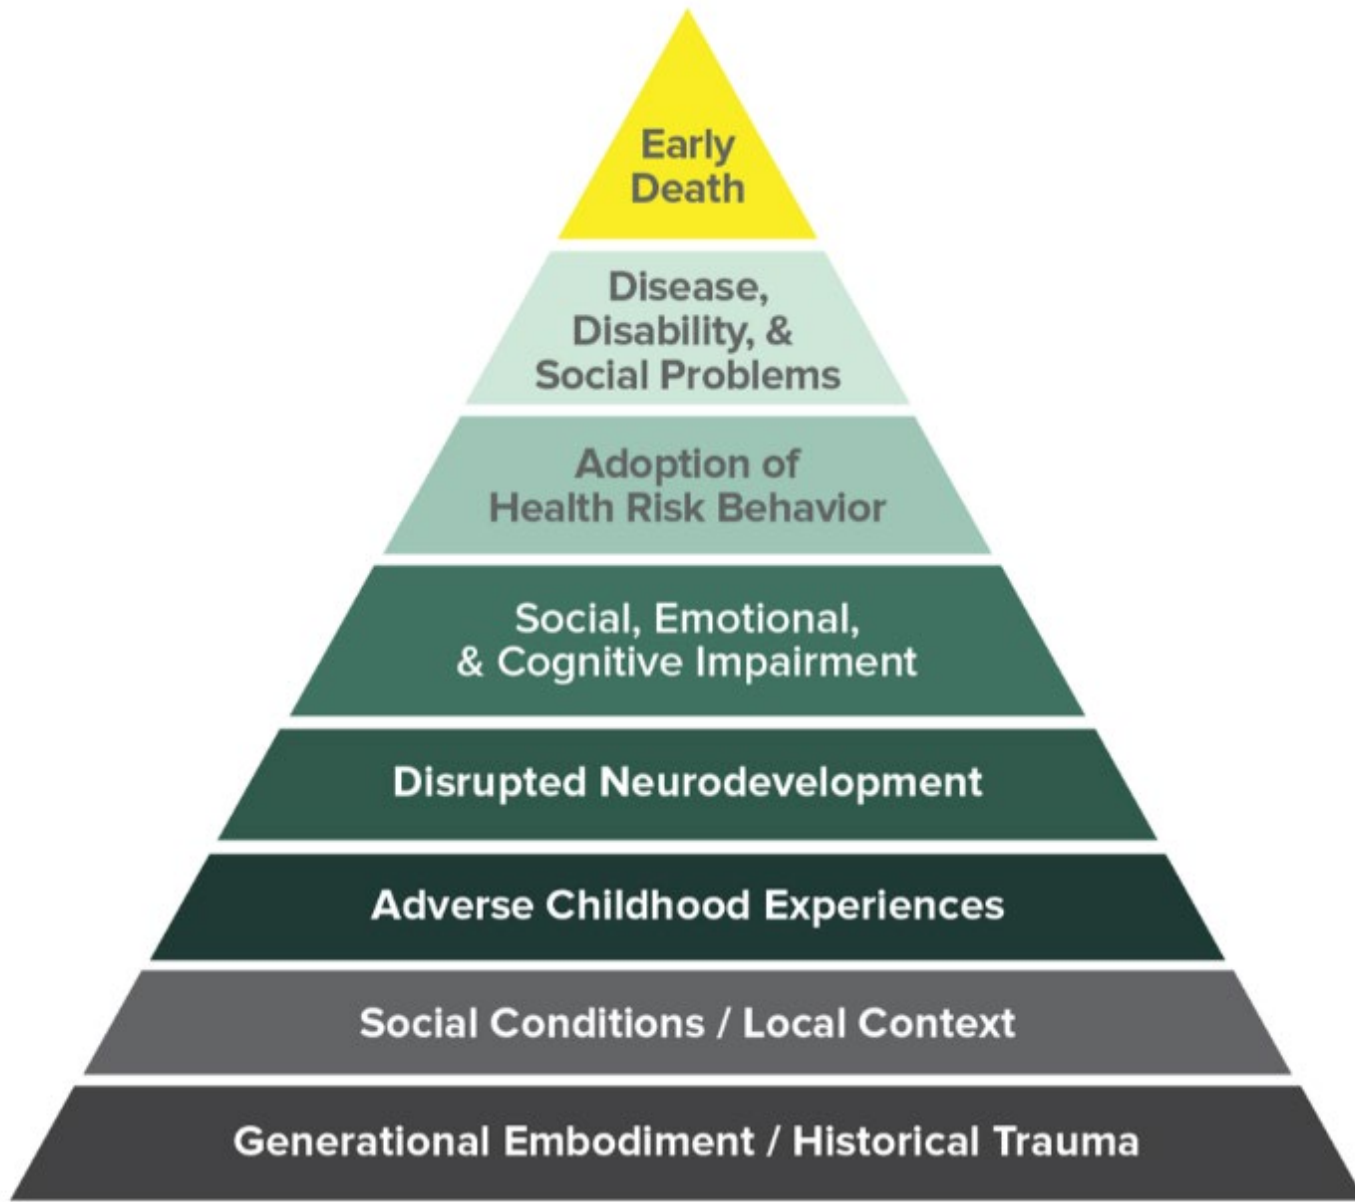 Early
Death
Disease,
Disability, &
Social Problems
Adoption of
Health Risk Behavior
Social, Emotional,
& Cognitive Impairment
Disrupted Neurodevelopment
Adverse Childhood Experiences
Social Conditions / Local Context
Generational Embodiment / Historical Trauma